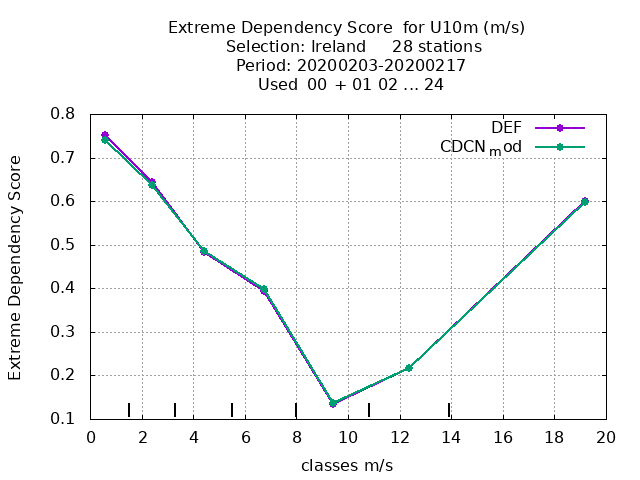 Extreme Dependency Score  for U10m (m/s)
Selection: Ireland     28 stations
Period: 20200203-20200217
Used  00  + 01 02 ... 24
DEF
CDCNmod
Extreme Dependency Score
0.8
0.7
0.6
0.5
0.4
0.3
0.2
0.1
0 2 4 6 8 10 12 14 16 18 20
classes m/s